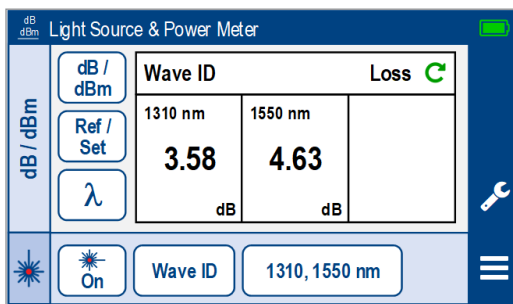 dB
dBm
Light Source & Power Meter
dB / dBm
dB /
dBm
Ref /
Set
λ
Wave ID
Loss
1310 nm
3.58
dB
1550 nm
4.63
dB
On
Wave ID
1310, 1550 nm